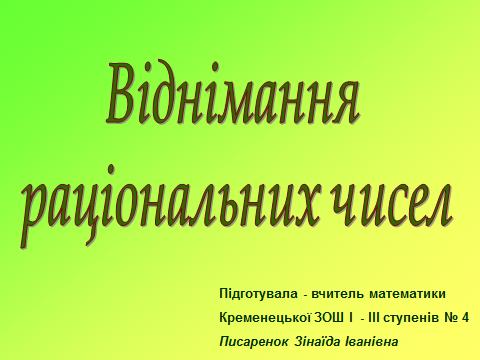 Віднімання
раціональних чисел
Підготувала - вчитель математики
Кременецької ЗОШ І - ІІІ ступенів № 4
Писаренок Зінаїда Іванівна